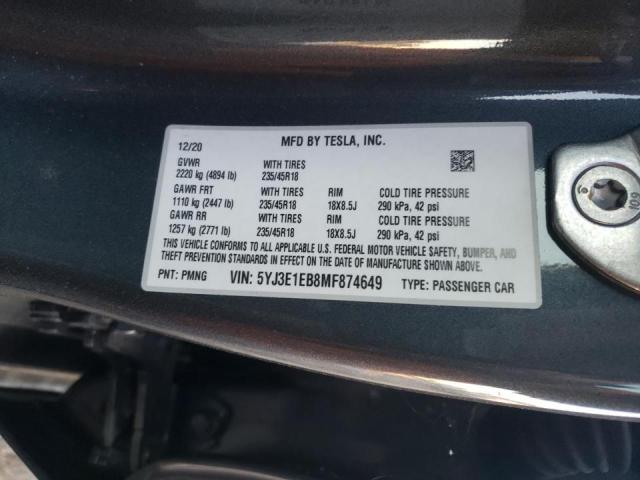 12/20 MFD BY TESLA, INC.
GVWR WITH TIRES
2220 kg (4894 lb) 235/45R18
GAWR FRT WITH TIRES RIM COLD TIRE PRESSURE
1110 kg (2447 lb) 235/45R18 18X8.5J 290 kPa, 42 psi
GAWR RR WITH TIRES RIM COLD TIRE PRESSURE
1257 kg (2771 lb) 235/45R18 18X8.5J 290 kPa, 42 psi
THIS VEHICLE CONFORMS TO ALL APPLICABLE U.S. FEDERAL MOTOR VEHICLE SAFETY, BUMPER, AND
THEFT PREVENTION STANDARDS IN EFFECT ON THE DATE OF MANUFACTURE SHOWN ABOVE.
PNT: PMNG VIN: 5YJ3E1EB8MF874649 TYPE: PASSENGER CAR